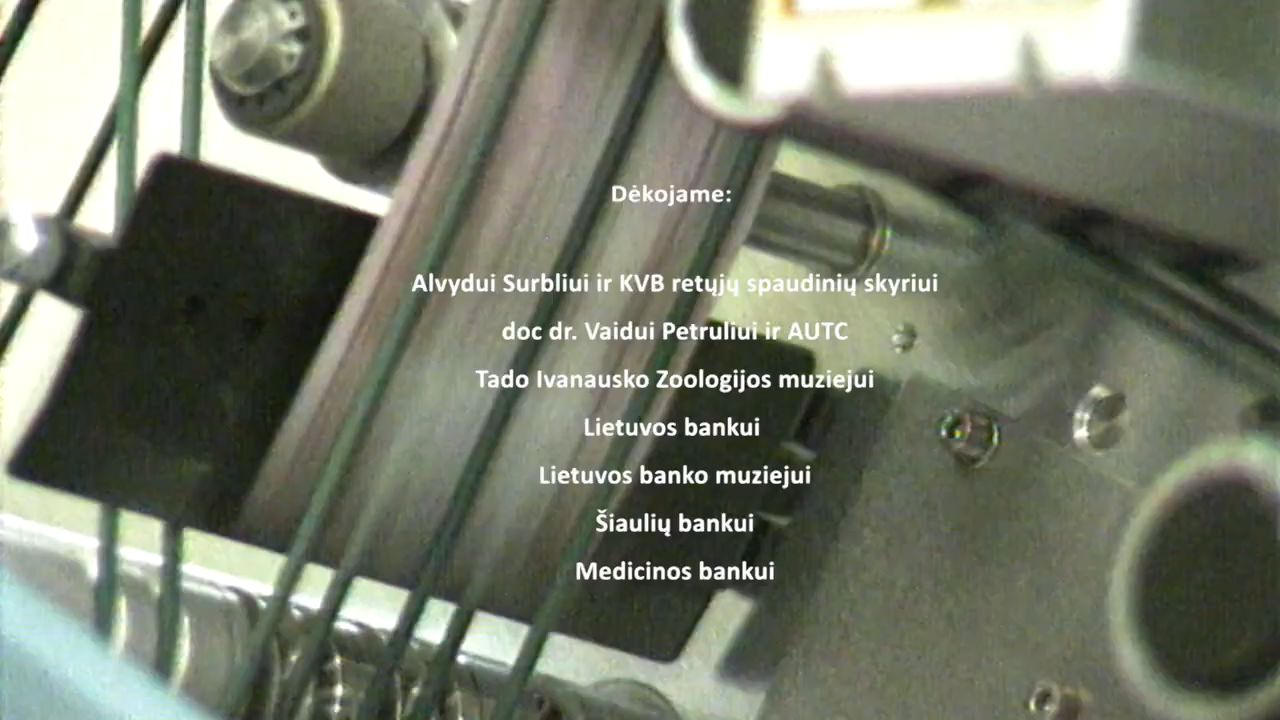 Dėkojame:
Alvydui Surbliui ir KVB retųjų spaudinių skyriui
doc dr. Vaidui Petruliui ir AUTC
Tado Ivanausko Zoologijos muziejui
Lietuvos bankui
Lietuvos banko muziejui
Šiaulių bankui
Medicinos bankui